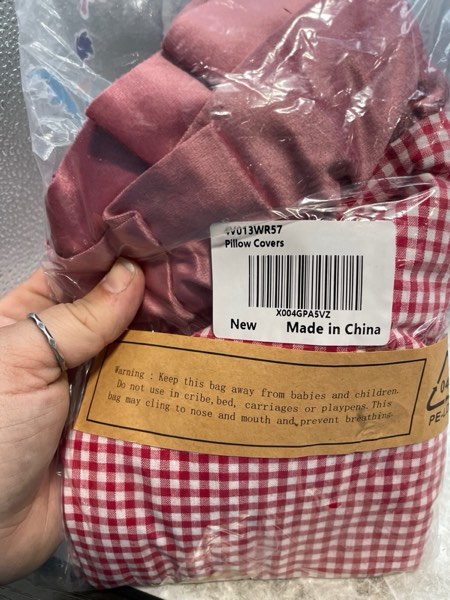 4V013WR57
Pillow Covers
X004GPA5VZ
New Made in China
Warning : Keep this bag away from babies and children.
Do not use in cribe,bed, carriages or playpens. This
bag may cling to nose and mouth and prevent breathing.
04